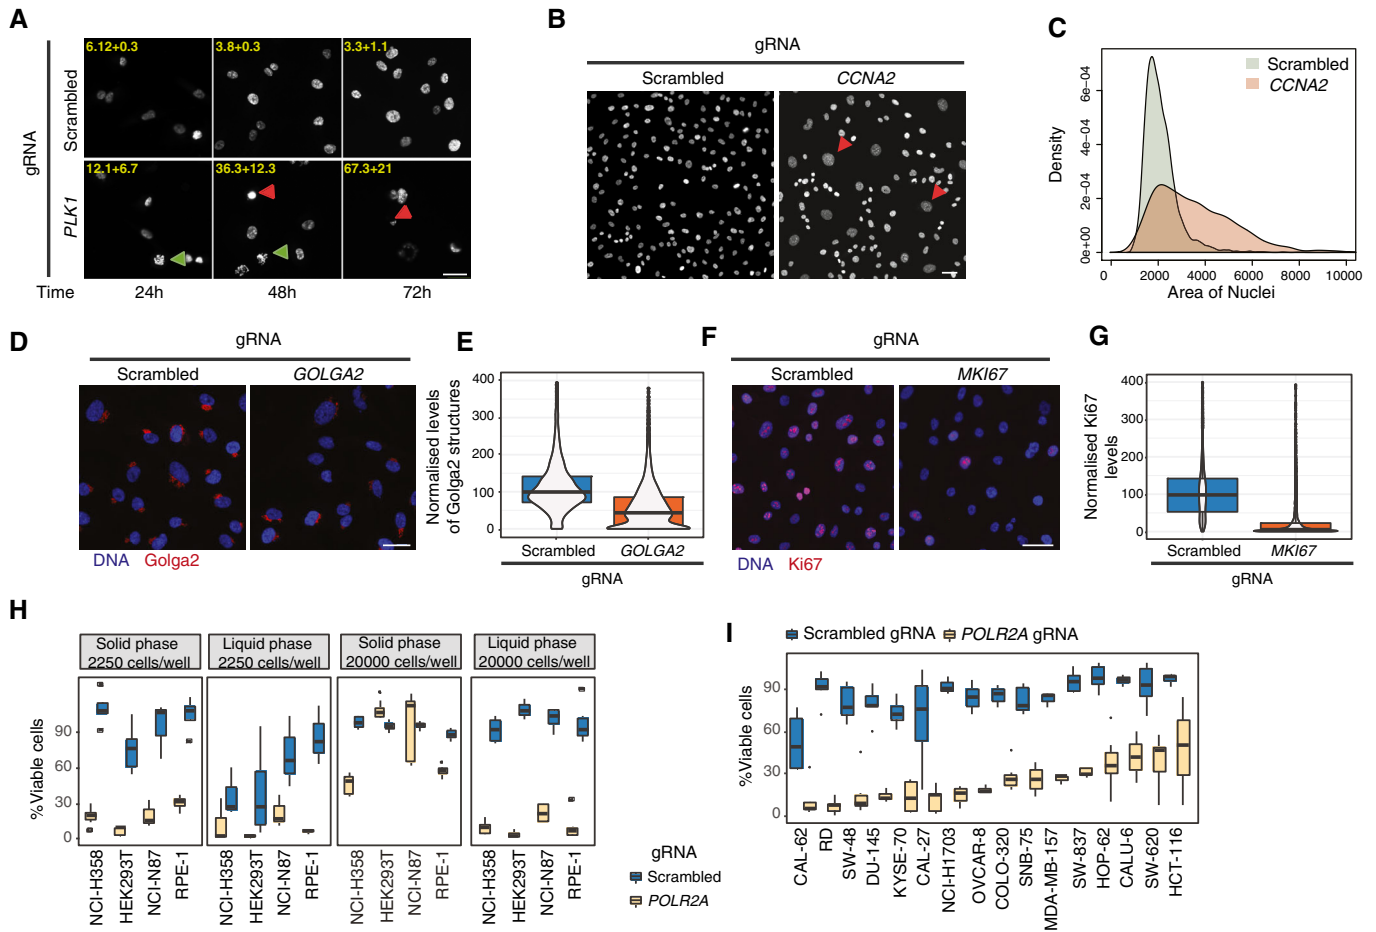 A
gRNA
Scrambled
PLK1
6.12+0.3
3.8+0.3
3.3+1.1
12.1+6.7
36.3+12.3
67.3+21
Time
24h
48h
72h
B
gRNA
Scrambled
CCNA2
C
Scrambled
CCNA2
Density
0e+00
2e-04
4e-04
6e-04
0
2000
4000
6000
8000
10000
Area of Nuclei
D
gRNA
Scrambled
GOLGA2
DNA
Golga2
E
Normalised levels
of Golga2 structures
400
300
200
100
0
Scrambled
GOLGA2
gRNA
F
gRNA
Scrambled
MKI67
DNA
Ki67
G
Normalised Ki67
levels
400
300
200
100
0
Scrambled
MKI67
gRNA
H
Solid phase
2250 cells/well
Liquid phase
2250 cells/well
Solid phase
20000 cells/well
Liquid phase
20000 cells/well
%Viable cells
90
60
30
0
NCI-H358
HEK293T
NCI-N87
RPE-1
NCI-H358
HEK293T
NCI-N87
RPE-1
NCI-H358
HEK293T
NCI-N87
RPE-1
NCI-H358
HEK293T
NCI-N87
RPE-1
gRNA
Scrambled
POLR2A
I
Scrambled gRNA
POLR2A gRNA
%Viable cells
90
60
30
0
CAL-62
RD
SW-48
DU-145
KYSE-70
CAL-27
NCI-H1703
OVCAR-8
COLO-320
SNB-75
MDA-MB-157
SW-837
HOP-62
CALU-6
SW-620
HCT-116